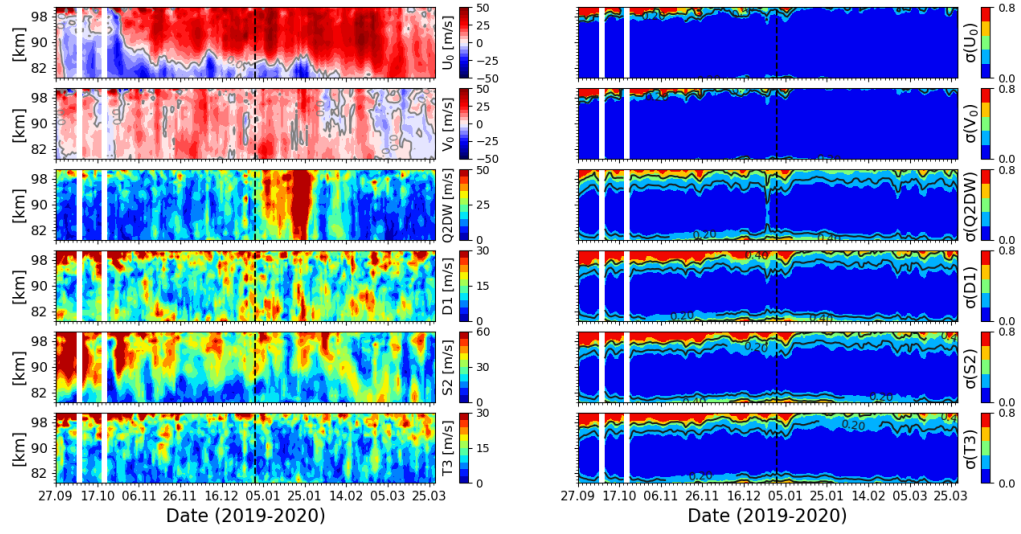 98 90 82 [km] 50 25 0 −25 −50 U₀ [m/s] 0.8 0.0 σ(U₀)
98 90 82 [km] 50 25 0 −25 −50 V₀ [m/s] 0.8 0.0 σ(V₀)
98 90 82 [km] 50 25 0 Q2DW [m/s] 0.20 0.8 0.0 σ(Q2DW)
98 90 82 [km] 30 15 0 D1 [m/s] 0.40 0.20 0.8 0.0 σ(D1)
98 90 82 [km] 60 30 0 S2 [m/s] 0.20 0.20 0.8 0.0 σ(S2)
98 90 82 [km] 30 15 0 T3 [m/s] 0.20 0.20 0.8 0.0 σ(T3)
27.09 17.10 06.11 26.11 16.12 05.01 25.01 14.02 05.03 25.03 27.09 17.10 06.11 26.11 16.12 05.01 25.01 14.02 05.03 25.03
Date (2019-2020) Date (2019-2020)